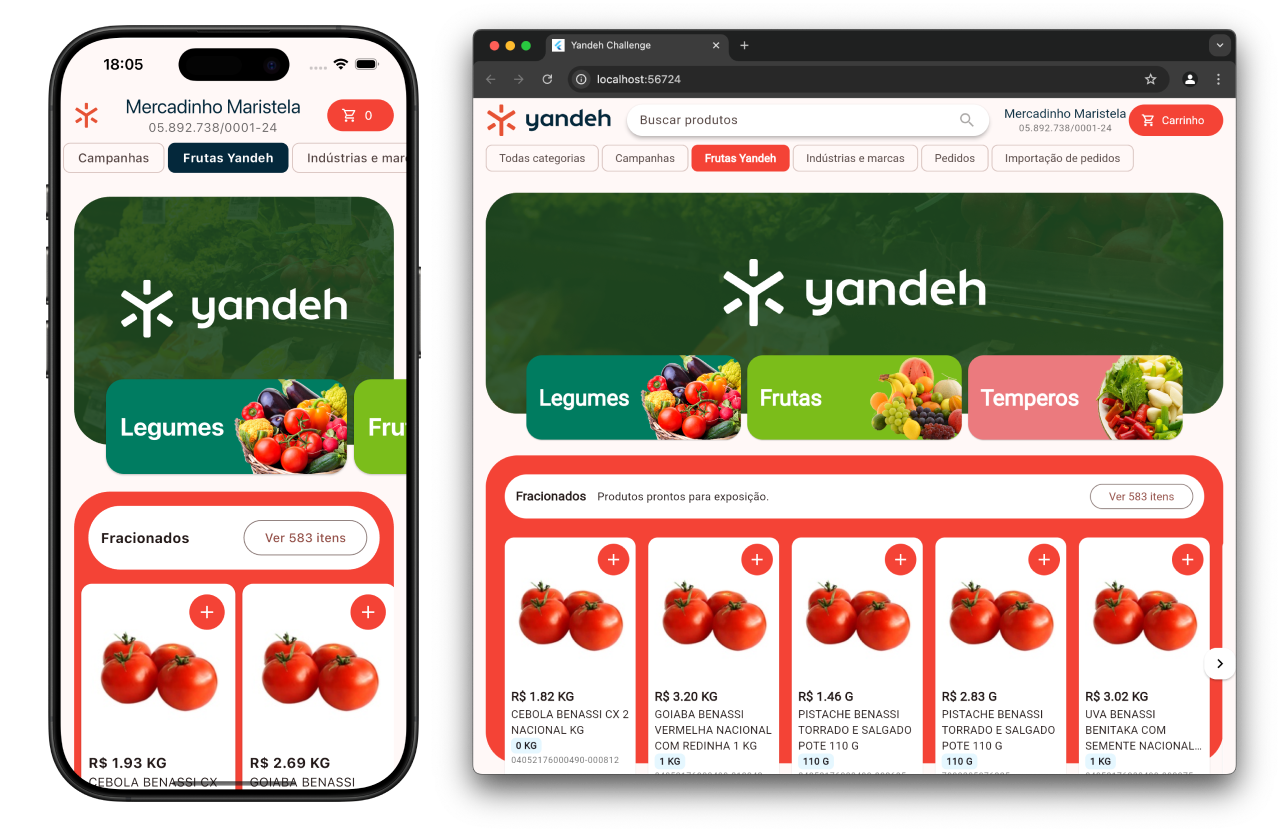 18:05
Mercadinho Maristela
05.892.738/0001-24
0
Campanhas
Frutas Yandeh
Indústrias e mar
yandeh
Legumes
Fru
Fracionados
Ver 583 itens
R$ 1.93 KG
CEBOLA BENASSI CX
R$ 2.69 KG
GOIABA BENASSI
Yandeh Challenge
localhost:56724
yandeh
Buscar produtos
Mercadinho Maristela
05.892.738/0001-24
Carrinho
Todas categorias
Campanhas
Frutas Yandeh
Indústrias e marcas
Pedidos
Importação de pedidos
yandeh
Legumes
Frutas
Temperos
Fracionados
Produtos prontos para exposição.
Ver 583 itens
R$ 1.82 KG
CEBOLA BENASSI CX 2
NACIONAL KG
0 KG
04052176000490-000812
R$ 3.20 KG
GOIABA BENASSI
VERMELHA NACIONAL
COM REDINHA 1 KG
1 KG
R$ 1.46 G
PISTACHE BENASSI
TORRADO E SALGADO
POTE 110 G
110 G
R$ 2.83 G
PISTACHE BENASSI
TORRADO E SALGADO
POTE 110 G
110 G
R$ 3.02 KG
UVA BENASSI
BENITAKA COM
SEMENTE NACIONAL...
1 KG